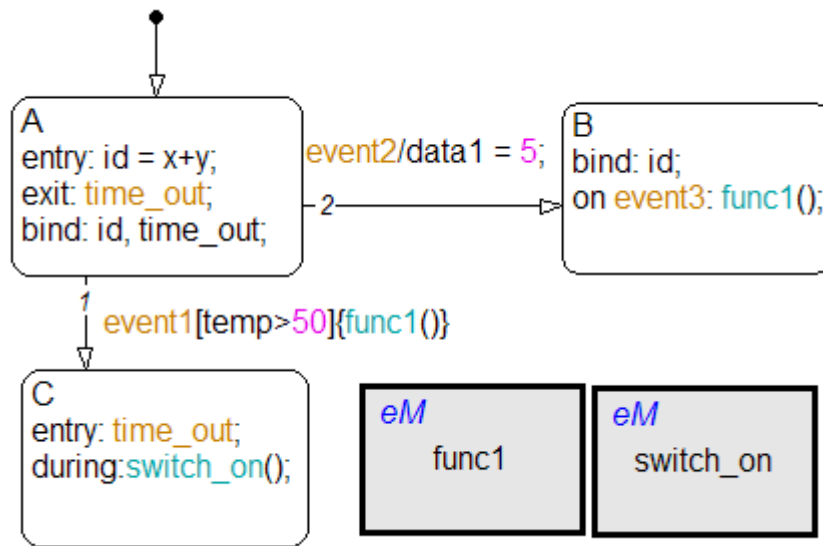 A
entry: id = x+y;
exit: time_out;
bind: id, time_out;
event2/data1 = 5;
2
B
bind: id;
on event3: func1();
1
event1[temp>50]{func1()}
C
entry: time_out;
during:switch_on();
eM
func1
eM
switch_on